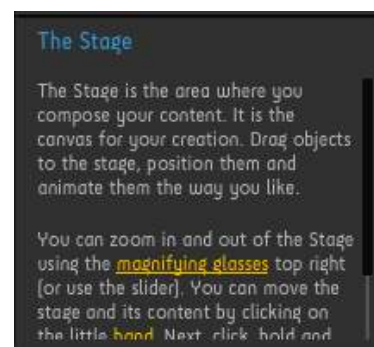 The Stage
The Stage is the area where you
compose your content. It is the
canvas for your creation. Drag objects
to the stage, position them and
animate them the way you like.
You can zoom in and out of the Stage
using the magnifying glasses top right
(or use the slider). You can move the
stage and its content by clicking on
the little hand. Next, click, hold and